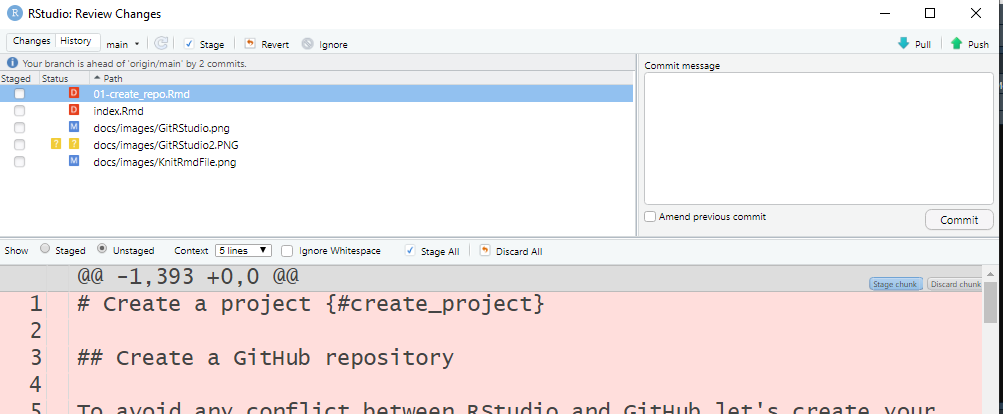 R RStudio: Review Changes
Changes History main Stage Revert Ignore Pull Push
Your branch is ahead of 'origin/main' by 2 commits.
Staged Status Path
D 01-create_repo.Rmd
D index.Rmd
M docs/images/GitRStudio.png
? ? docs/images/GitRStudio2.PNG
M docs/images/KnitRmdFile.png
Commit message
Amend previous commit Commit
Show Staged Unstaged Context 5 lines Ignore Whitespace Stage All Discard All
@@ -1,393 +0,0 @@
Stage chunk Discard chunk
1 # Create a project {#create_project}
2
3 ## Create a GitHub repository
4
5 To avoid any conflict between RStudio and GitHub let's create your